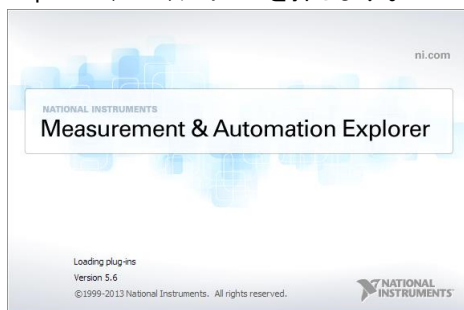 ni.com
NATIONAL INSTRUMENTS
Measurement & Automation Explorer
Loading plug-ins
Version 5.6
©1999-2013 National Instruments. All rights reserved.
NATIONAL
INSTRUMENTS